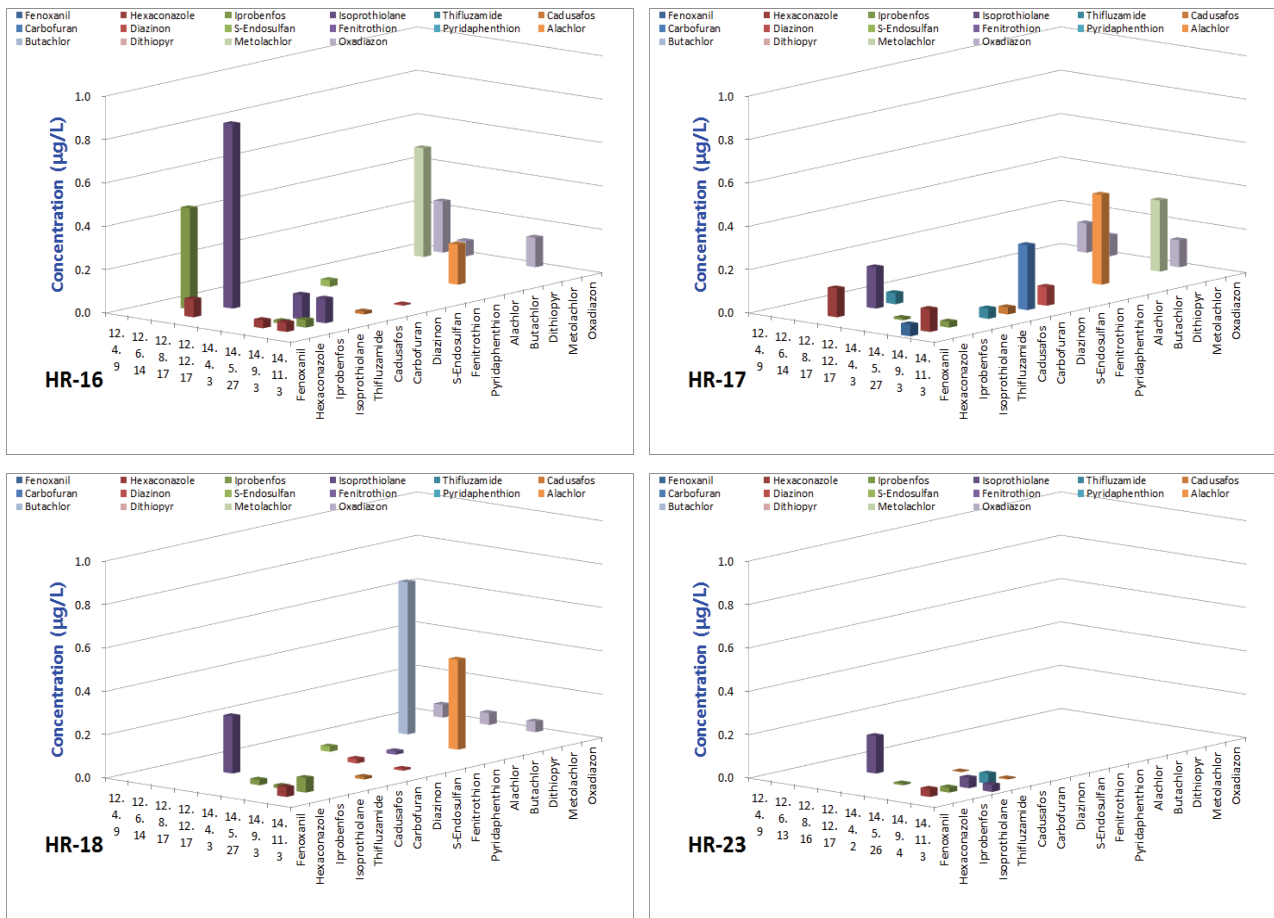 Fenoxanil Hexaconazole Iprobenfos Isoprothiolane Thifluzamide Cadusafos
Carbofuran Diazinon S-Endosulfan Fenitrothion Pyridaphenthion Alachlor
Butachlor Dithiopyr Metolachlor Oxadiazon
Concentration (µg/L)
1.0
0.8
0.6
0.4
0.2
0.0
12.4.9
12.6.14
12.8.17
12.12.17
14.4.3
14.5.27
14.9.3
14.11.3
Fenoxanil
Hexaconazole
Iprobenfos
Isoprothiolane
Thifluzamide
Cadusafos
Carbofuran
Diazinon
S-Endosulfan
Fenitrothion
Pyridaphenthion
Alachlor
Butachlor
Dithiopyr
Metolachlor
Oxadiazon
HR-16
Fenoxanil Hexaconazole Iprobenfos Isoprothiolane Thifluzamide Cadusafos
Carbofuran Diazinon S-Endosulfan Fenitrothion Pyridaphenthion Alachlor
Butachlor Dithiopyr Metolachlor Oxadiazon
Concentration (µg/L)
1.0
0.8
0.6
0.4
0.2
0.0
12.4.9
12.6.14
12.8.17
12.12.17
14.4.3
14.5.27
14.9.3
14.11.3
Fenoxanil
Hexaconazole
Iprobenfos
Isoprothiolane
Thifluzamide
Cadusafos
Carbofuran
Diazinon
S-Endosulfan
Fenitrothion
Pyridaphenthion
Alachlor
Butachlor
Dithiopyr
Metolachlor
Oxadiazon
HR-17
Fenoxanil Hexaconazole Iprobenfos Isoprothiolane Thifluzamide Cadusafos
Carbofuran Diazinon S-Endosulfan Fenitrothion Pyridaphenthion Alachlor
Butachlor Dithiopyr Metolachlor Oxadiazon
Concentration (µg/L)
1.0
0.8
0.6
0.4
0.2
0.0
12.4.9
12.6.14
12.8.17
12.12.17
14.4.3
14.5.27
14.9.3
14.11.3
Fenoxanil
Hexaconazole
Iprobenfos
Isoprothiolane
Thifluzamide
Cadusafos
Carbofuran
Diazinon
S-Endosulfan
Fenitrothion
Pyridaphenthion
Alachlor
Butachlor
Dithiopyr
Metolachlor
Oxadiazon
HR-18
Fenoxanil Hexaconazole Iprobenfos Isoprothiolane Thifluzamide Cadusafos
Carbofuran Diazinon S-Endosulfan Fenitrothion Pyridaphenthion Alachlor
Butachlor Dithiopyr Metolachlor Oxadiazon
Concentration (µg/L)
1.0
0.8
0.6
0.4
0.2
0.0
12.4.9
12.6.13
12.8.16
12.12.17
14.4.2
14.5.26
14.9.4
14.11.3
Fenoxanil
Hexaconazole
Iprobenfos
Isoprothiolane
Thifluzamide
Cadusafos
Carbofuran
Diazinon
S-Endosulfan
Fenitrothion
Pyridaphenthion
Alachlor
Butachlor
Dithiopyr
Metolachlor
Oxadiazon
HR-23